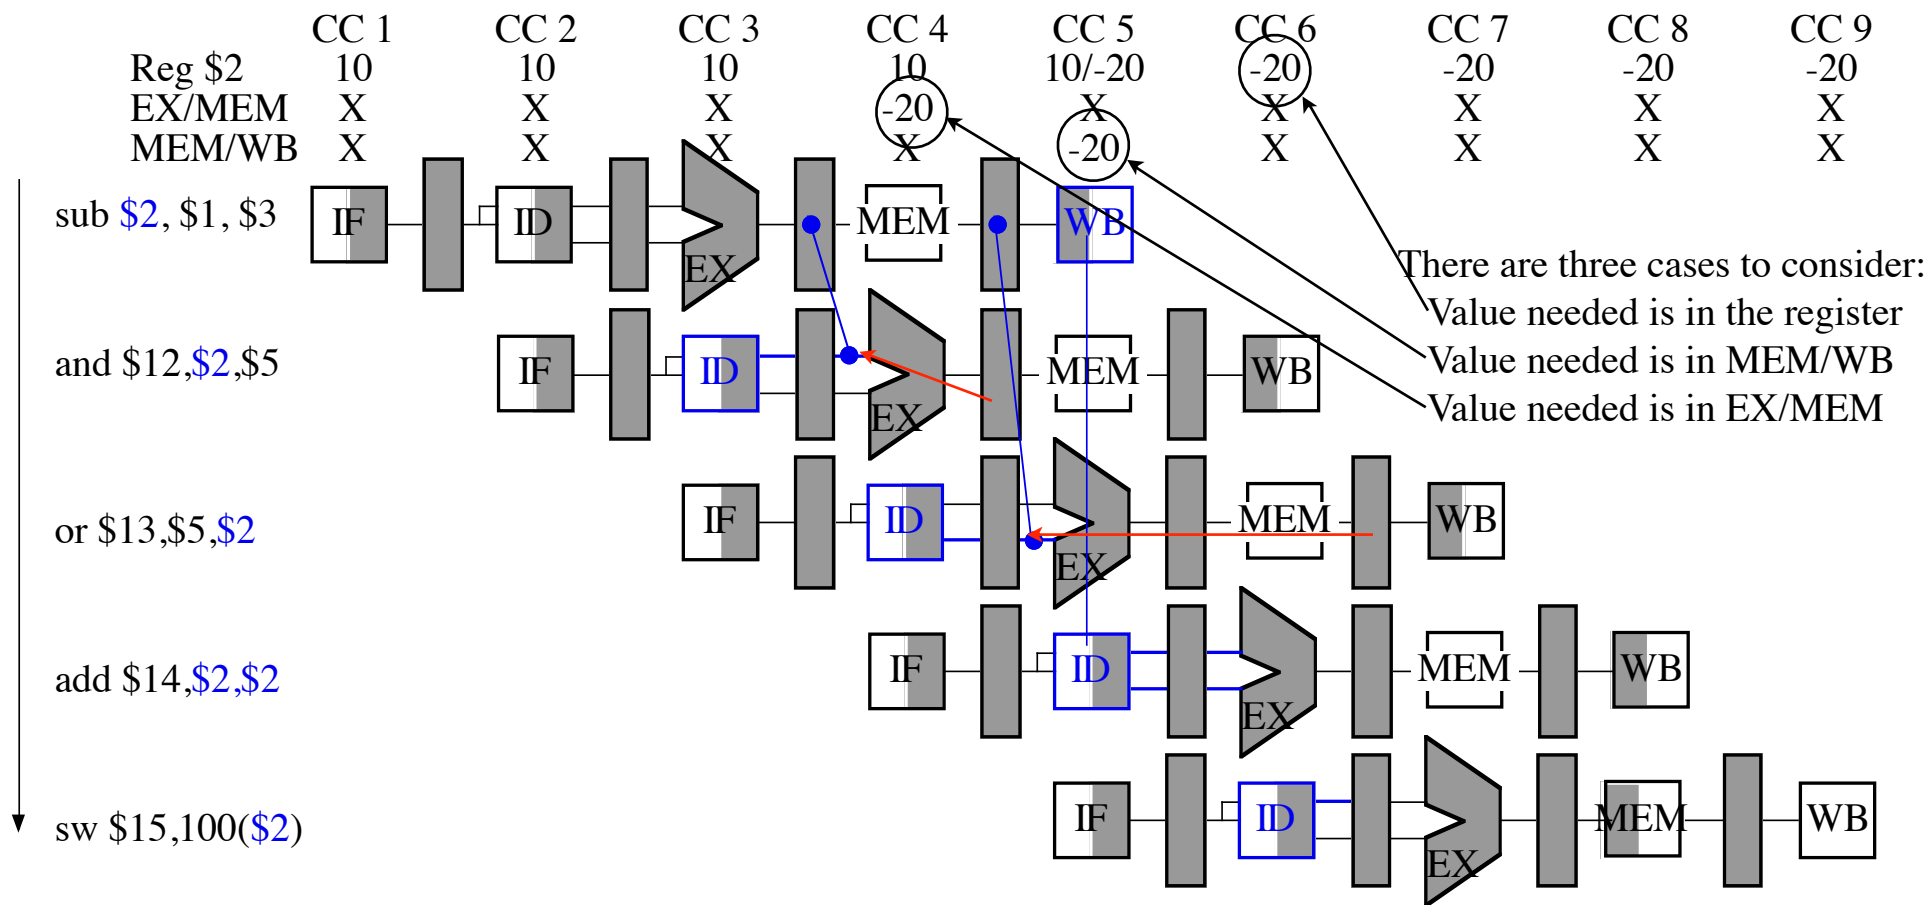 CC 1 CC 2 CC 3 CC 4 CC 5 CC 6 CC 7 CC 8 CC 9
Reg $2 10 10 10 10 10/-20 -20 -20 -20 -20
EX/MEM X X X -20 X X X X X
MEM/WB X X X X -20 X X X X
sub $2, $1, $3 IF ID EX MEM WB
There are three cases to consider:
Value needed is in the register
Value needed is in MEM/WB
Value needed is in EX/MEM
and $12,$2,$5 IF ID EX MEM WB
or $13,$5,$2 IF ID EX MEM WB
add $14,$2,$2 IF ID EX MEM WB
sw $15,100($2) IF ID EX MEM WB